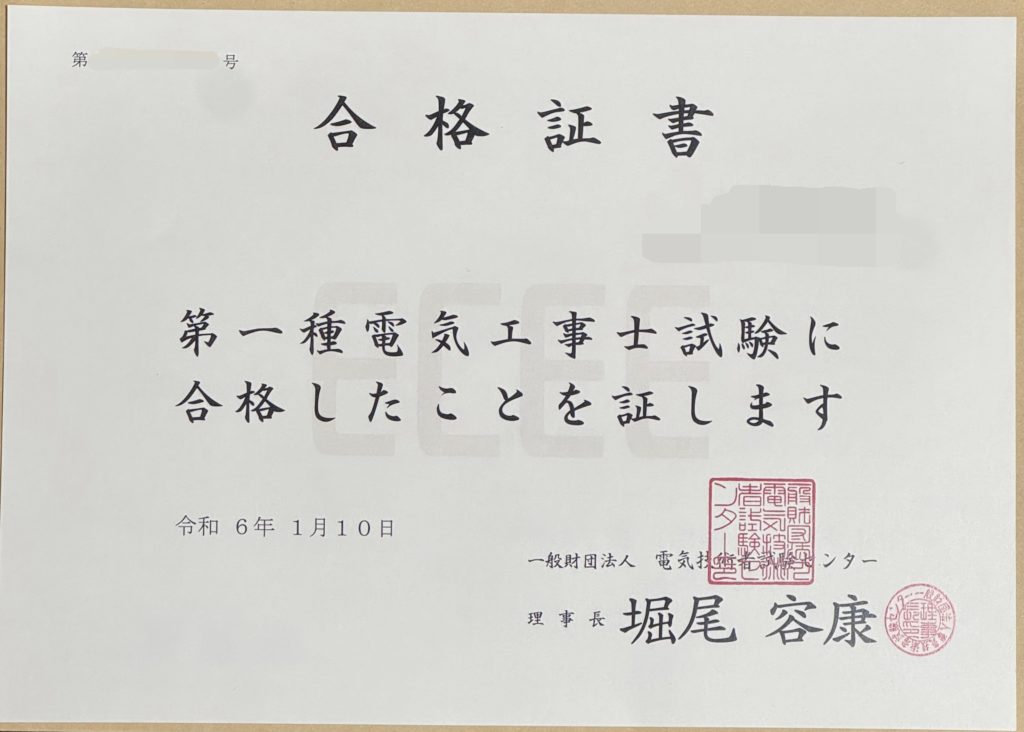 第 号
合格証書
ECEE
第一種電気工事士試験に
合格したことを証します
令和 6年 1月10日
一般財団法人 電気技術者試験センター
理事長 堀尾 容康